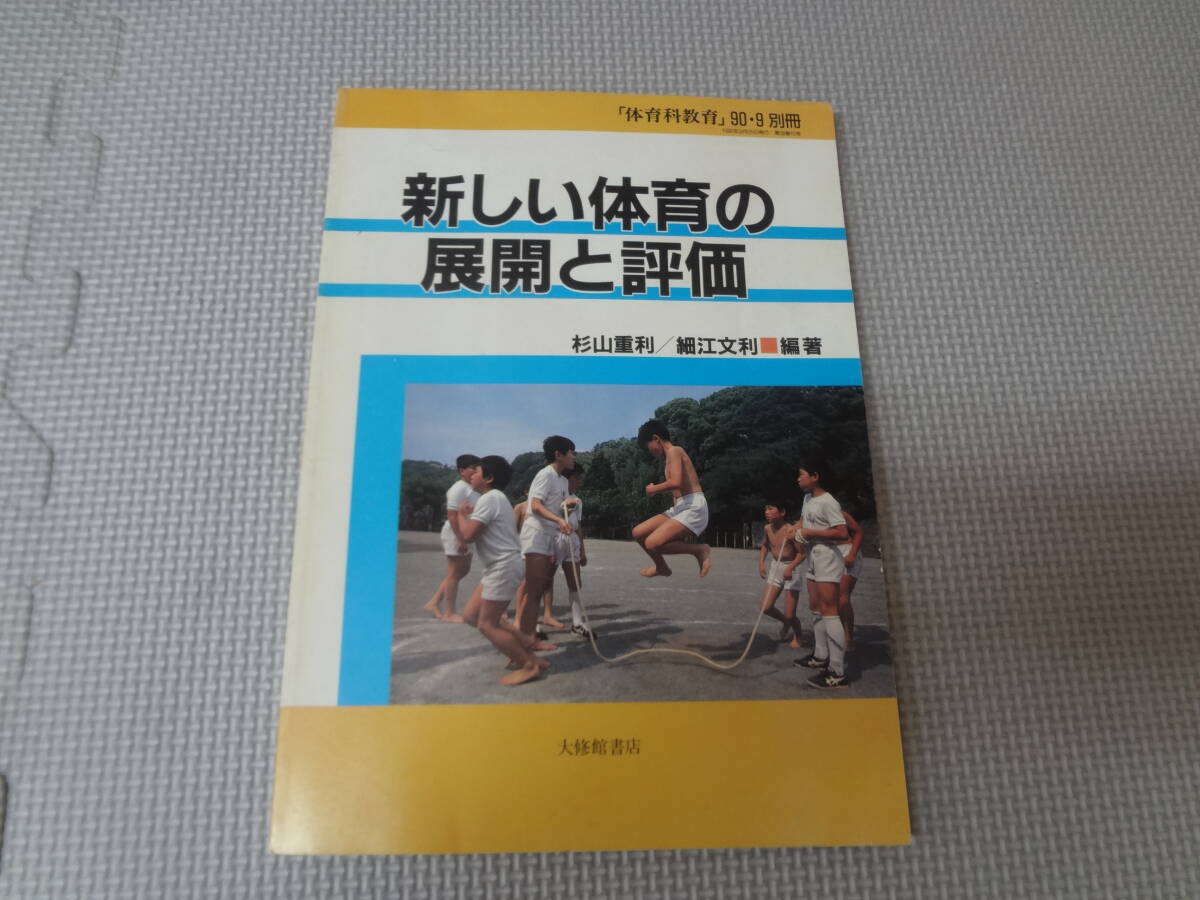 「体育科教育」90・9 別冊
新しい体育の
展開と評価
杉山重利／細江文利■編著
大修館書店